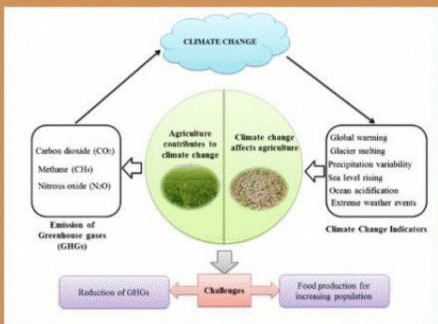 CLIMATE CHANGE
Carbon dioxide (CO₂)
Methane (CH₄)
Nitrous oxide (N₂O)
Emission of
Greenhouse gases
(GHGs)
Agriculture
contributes to
climate change
Climate change
affects agriculture
Global warming
Glacier melting
Precipitation variability
Sea level rising
Ocean acidification
Extreme weather events
Climate Change Indicators
Reduction of GHGs
Challenges
Food production for
increasing population